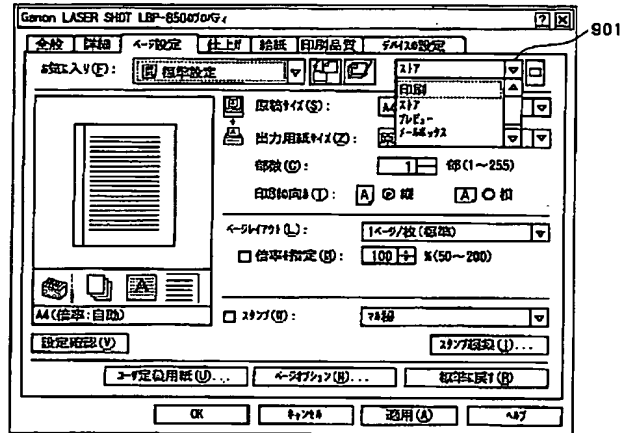 Canon LASER SHOT LBP-850のプロパティ
901
全般 詳細 ページ設定 仕上げ 給紙 印刷品質 デバイスの設定
お気に入り(F): 標準設定 ストア
印刷
ストア
プレビュー
メールボックス
原稿サイズ(S): A4
出力用紙サイズ(Z):
部数(C): 1 部(1~255)
印刷の向き(T): A 縦 A 横
ページレイアウト(L): 1ページ/枚(標準)
倍率を指定(B): 100 %(50~200)
A4(倍率:自動)
スタンプ(W): マル秘
設定確認(V) スタンプ編集(I)...
ユーザ定義用紙(U)... ページオプション(H)... 標準に戻す(R)
OK キャンセル 適用(A) ヘルプ